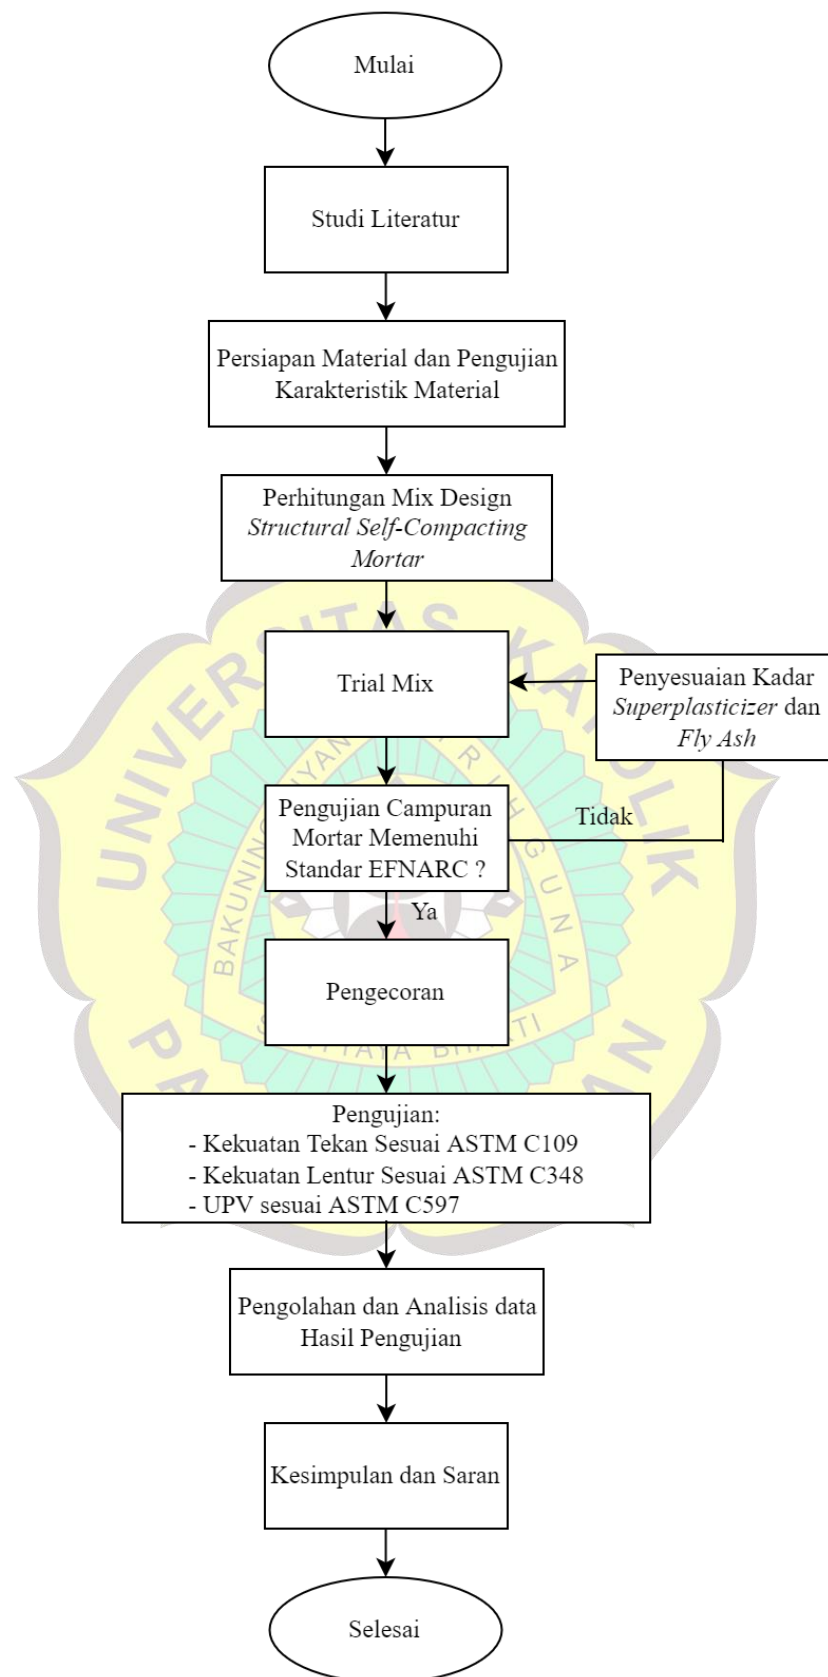 Mulai
Studi Literatur
Persiapan Material dan Pengujian
Karakteristik Material
Perhitungan Mix Design
Structural Self-Compacting
Mortar
Trial Mix
Penyesuaian Kadar
Superplasticizer dan
Fly Ash
Pengujian Campuran
Mortar Memenuhi
Standar EFNARC ?
Tidak
Ya
Pengecoran
Pengujian:
- Kekuatan Tekan Sesuai ASTM C109
- Kekuatan Lentur Sesuai ASTM C348
- UPV sesuai ASTM C597
Pengolahan dan Analisis data
Hasil Pengujian
Kesimpulan dan Saran
Selesai